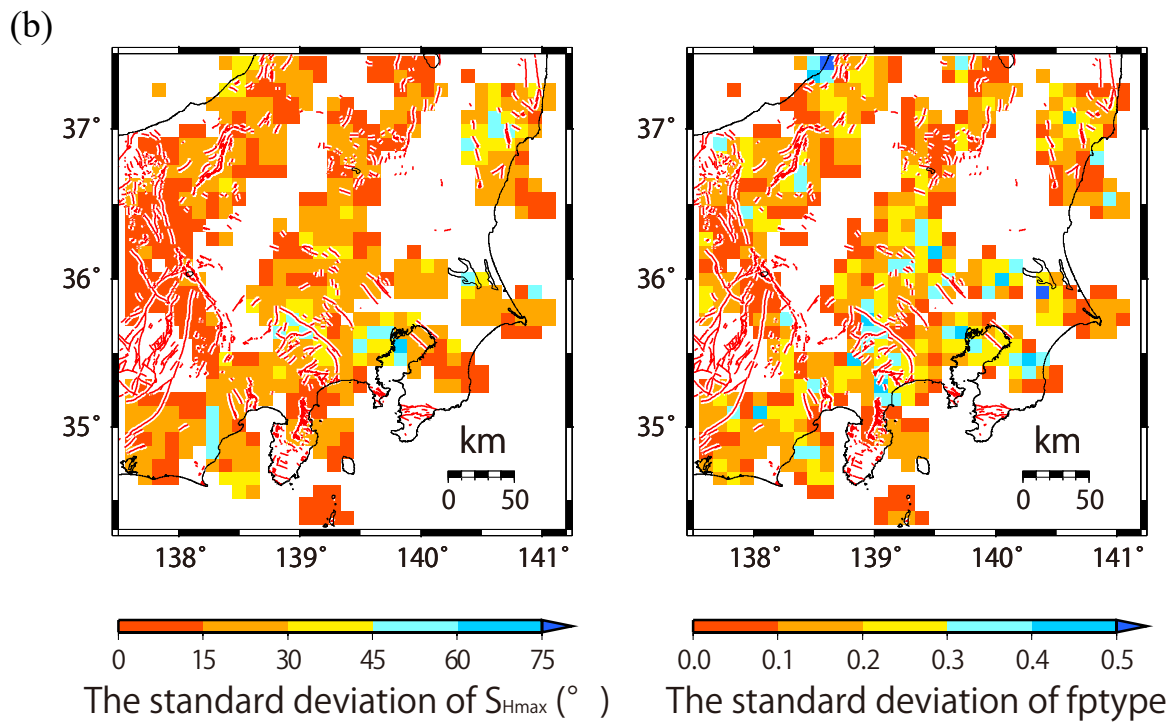 (b)
37°
36°
35°
km
0 50
138° 139° 140° 141°
0 15 30 45 60 75
The standard deviation of SHmax (° )
37°
36°
35°
km
0 50
138° 139° 140° 141°
0.0 0.1 0.2 0.3 0.4 0.5
The standard deviation of fptype